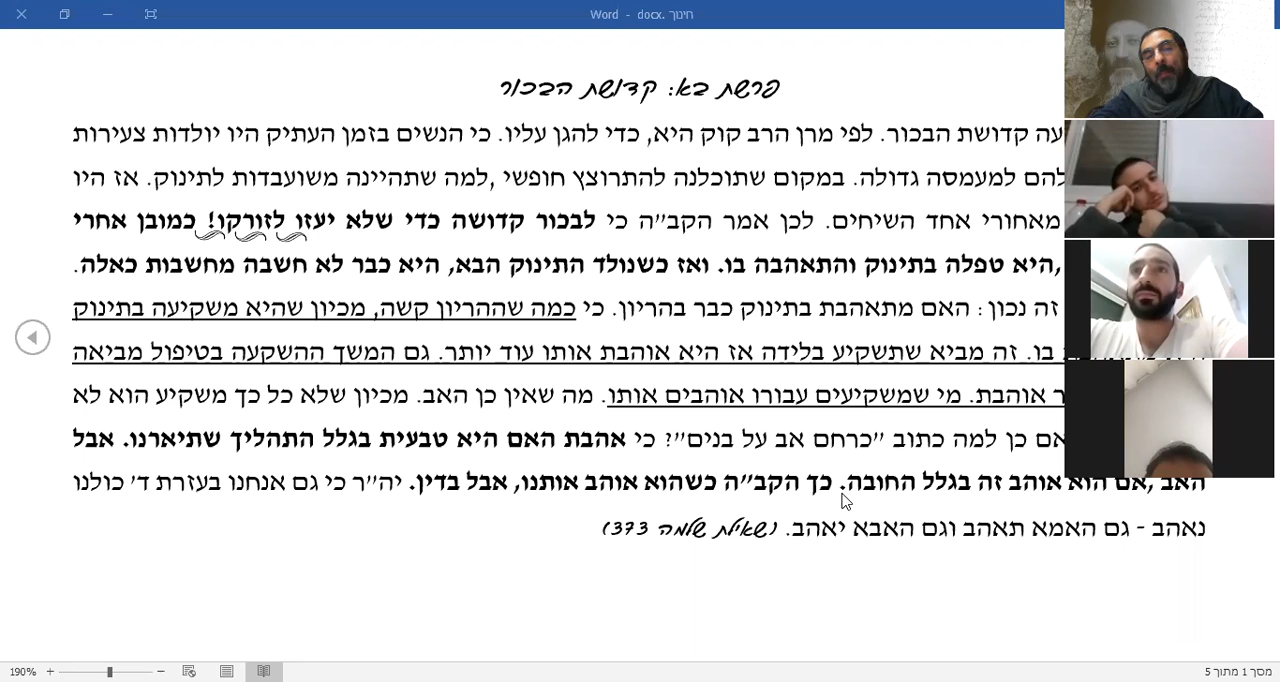 חינוך .docx - Word
פרשת בא: קדושת הבכור
קדושת הבכור. לפי מרן הרב קוק היא, כדי להגן עליו. כי הנשים בזמן העתיק היו יולדות צעירות
להם למעמסה גדולה. במקום שתוכלנה להתרוצץ חופשי ,למה שתהיינה משועבדות לתינוק. אז היו
מאחורי אחד השיחים. לכן אמר הקב״ה כי לבכור קדושה כדי שלא יעזו לזורקו! כמובן אחרי
,היא טפלה בתינוק והתאהבה בו. ואז כשנולד התינוק הבא, היא כבר לא חשבה מחשבות כאלה.
זה נכון: האם מתאהבת בתינוק כבר בהריון. כי כמה שההריון קשה, מכיון שהיא משקיעה בתינוק
בו. זה מביא שתשקיע בלידה אז היא אוהבת אותו עוד יותר. גם המשך ההשקעה בטיפול מביאה
אוהבת. מי שמשקיעים עבורו אוהבים אותו. מה שאין כן האב. מכיון שלא כל כך משקיע הוא לא
אם כן למה כתוב ״כרחם אב על בנים״? כי אהבת האם היא טבעית בגלל התהליך שתיארנו. אבל
האב ,אם הוא אוהב זה בגלל החובה. כך הקב״ה כשהוא אוהב אותנו, אבל בדין. יה״ר כי גם אנחנו בעזרת ד׳ כולנו
נאהב - גם האמא תאהב וגם האבא יאהב. (שאילת שלמה 373)
מסך 1 מתוך 5
190%